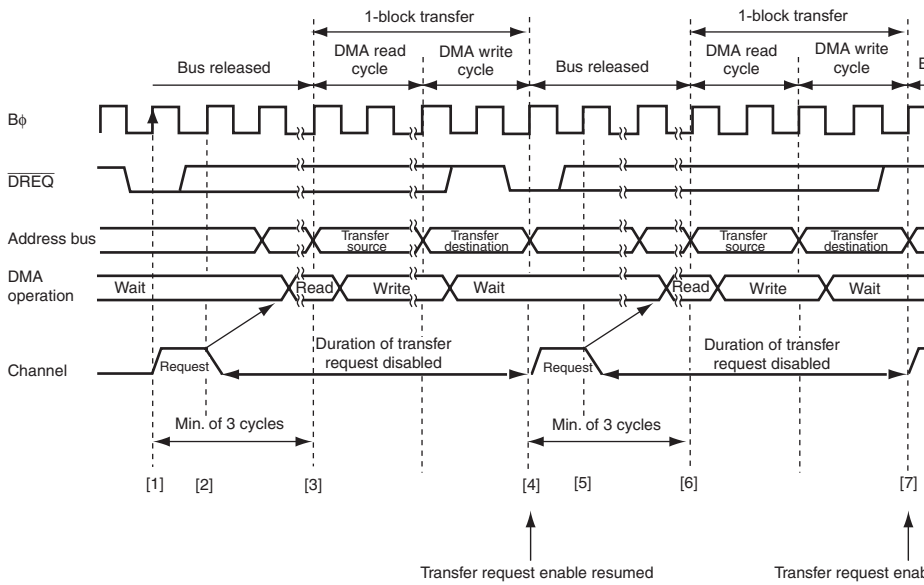 1-block transfer 1-block transfer
DMA read cycle DMA write cycle DMA read cycle DMA write cycle
Bus released Bus released B
Bϕ
DREQ
Address bus Transfer source Transfer destination Transfer source Transfer destination
DMA operation Wait Read Write Wait Read Write Wait
Channel Request Duration of transfer request disabled Request Duration of transfer request disabled
Min. of 3 cycles Min. of 3 cycles
[1] [2] [3] [4] [5] [6] [7]
Transfer request enable resumed Transfer request enat